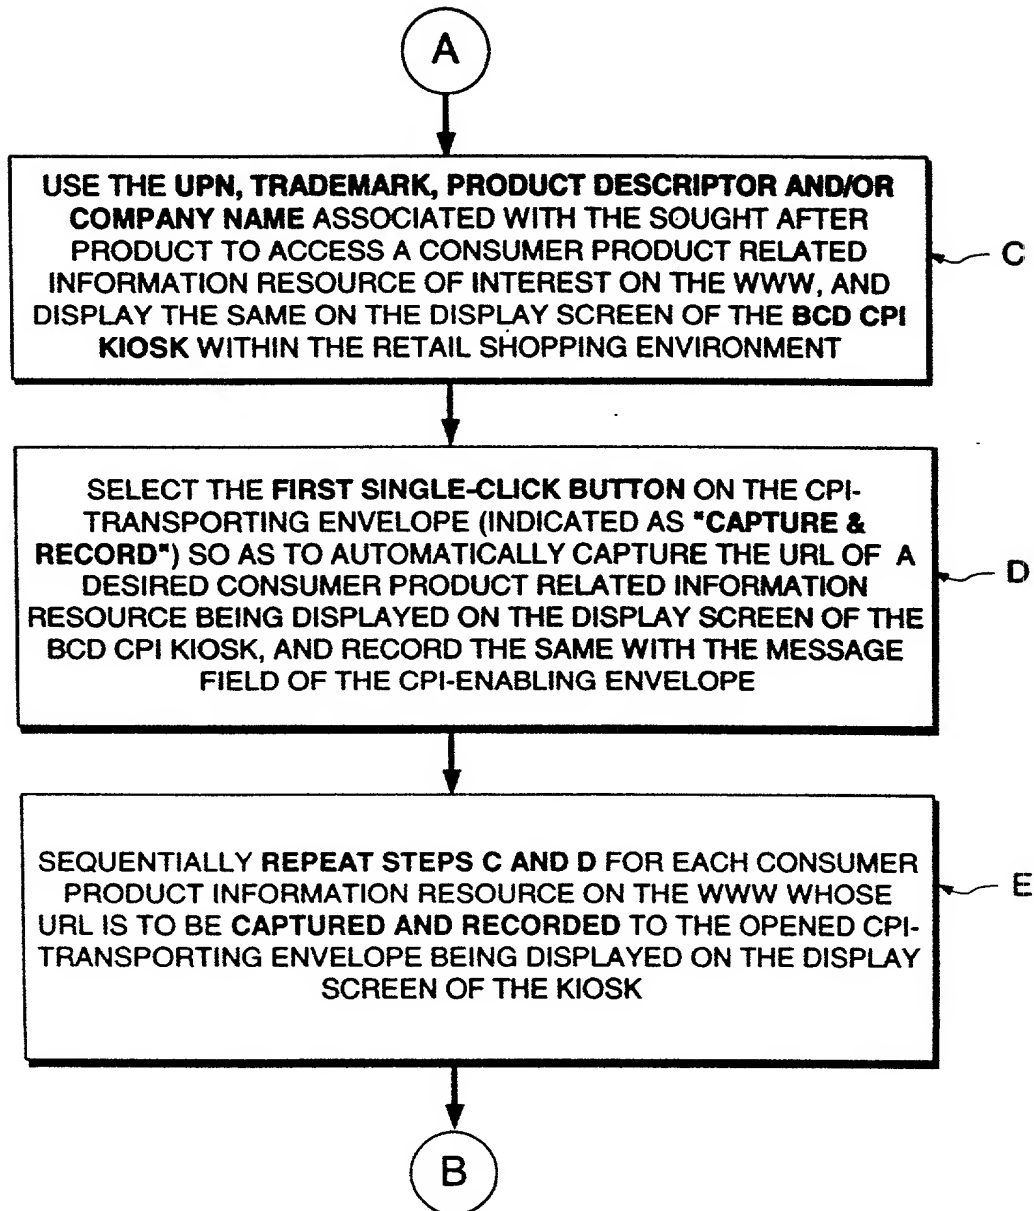 A
USE THE UPN, TRADEMARK, PRODUCT DESCRIPTOR AND/OR
COMPANY NAME ASSOCIATED WITH THE SOUGHT AFTER
PRODUCT TO ACCESS A CONSUMER PRODUCT RELATED
INFORMATION RESOURCE OF INTEREST ON THE WWW, AND
DISPLAY THE SAME ON THE DISPLAY SCREEN OF THE BCD CPI
KIOSK WITHIN THE RETAIL SHOPPING ENVIRONMENT
C
SELECT THE FIRST SINGLE-CLICK BUTTON ON THE CPI-
TRANSPORTING ENVELOPE (INDICATED AS "CAPTURE &
RECORD") SO AS TO AUTOMATICALLY CAPTURE THE URL OF A
DESIRED CONSUMER PRODUCT RELATED INFORMATION
RESOURCE BEING DISPLAYED ON THE DISPLAY SCREEN OF THE
BCD CPI KIOSK, AND RECORD THE SAME WITH THE MESSAGE
FIELD OF THE CPI-ENABLING ENVELOPE
D
SEQUENTIALLY REPEAT STEPS C AND D FOR EACH CONSUMER
PRODUCT INFORMATION RESOURCE ON THE WWW WHOSE
URL IS TO BE CAPTURED AND RECORDED TO THE OPENED CPI-
TRANSPORTING ENVELOPE BEING DISPLAYED ON THE DISPLAY
SCREEN OF THE KIOSK
E
B